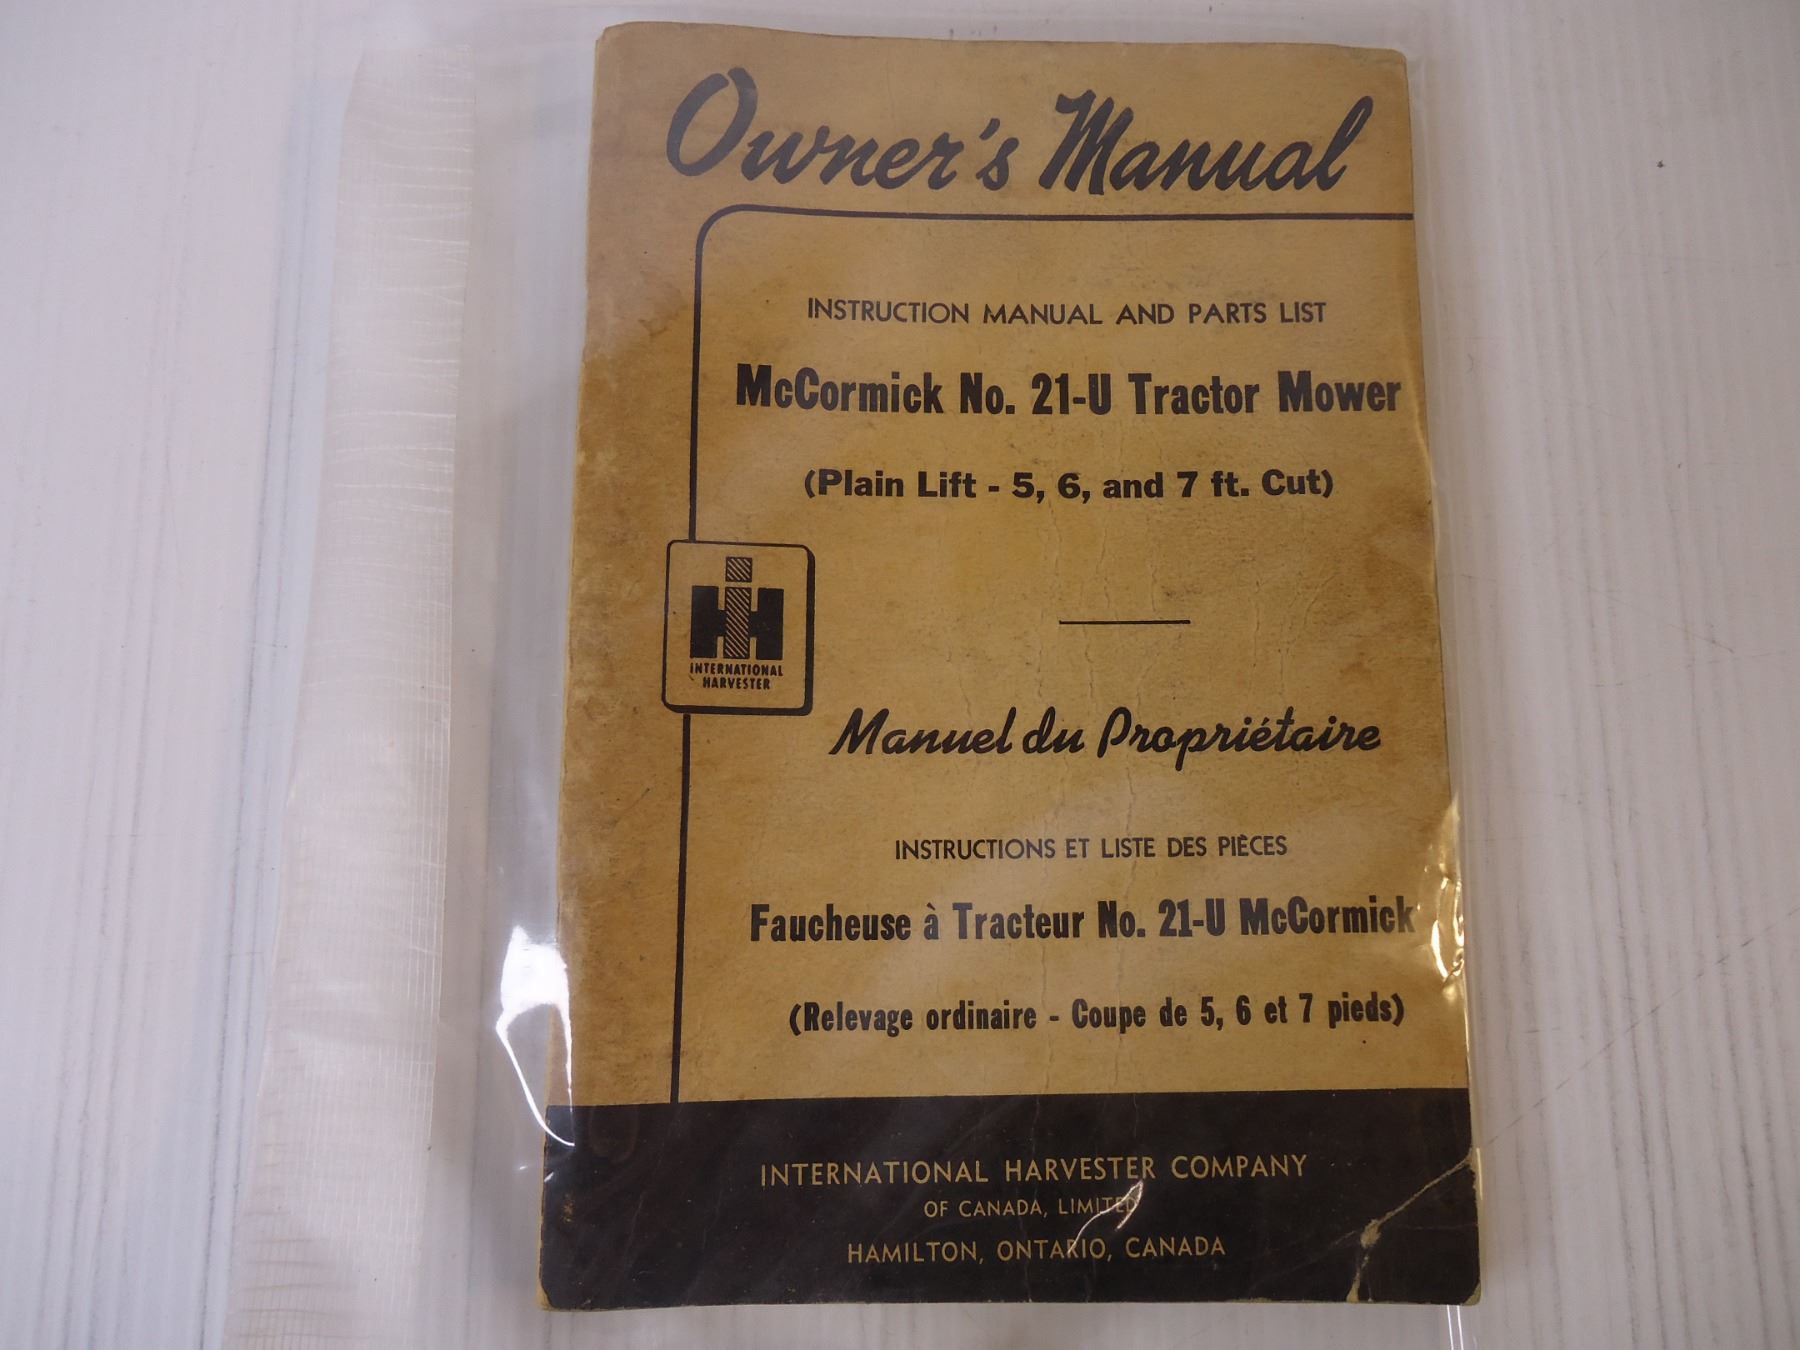 Owner's Manual
INSTRUCTION MANUAL AND PARTS LIST
McCormick No. 21-U Tractor Mower
(Plain Lift - 5, 6, and 7 ft. Cut)
IH
INTERNATIONAL
HARVESTER
Manuel du Propriétaire
INSTRUCTIONS ET LISTE DES PIÈCES
Faucheuse à Tracteur No. 21-U McCormick
(Relevage ordinaire - Coupe de 5, 6 et 7 pieds)
INTERNATIONAL HARVESTER COMPANY
OF CANADA, LIMITED
HAMILTON, ONTARIO, CANADA